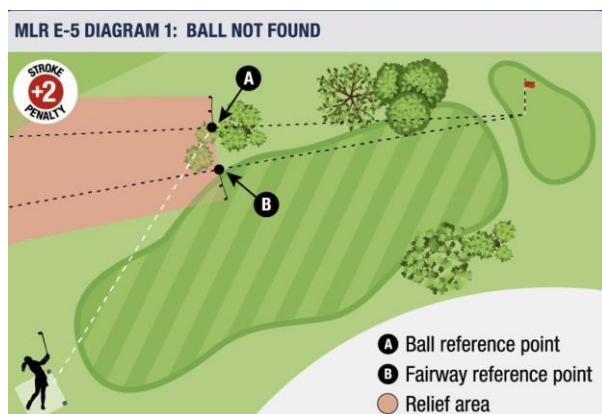 MLR E-5 DIAGRAM 1: BALL NOT FOUND
STROKE
+2
PENALTY
A
B
A Ball reference point
B Fairway reference point
Relief area